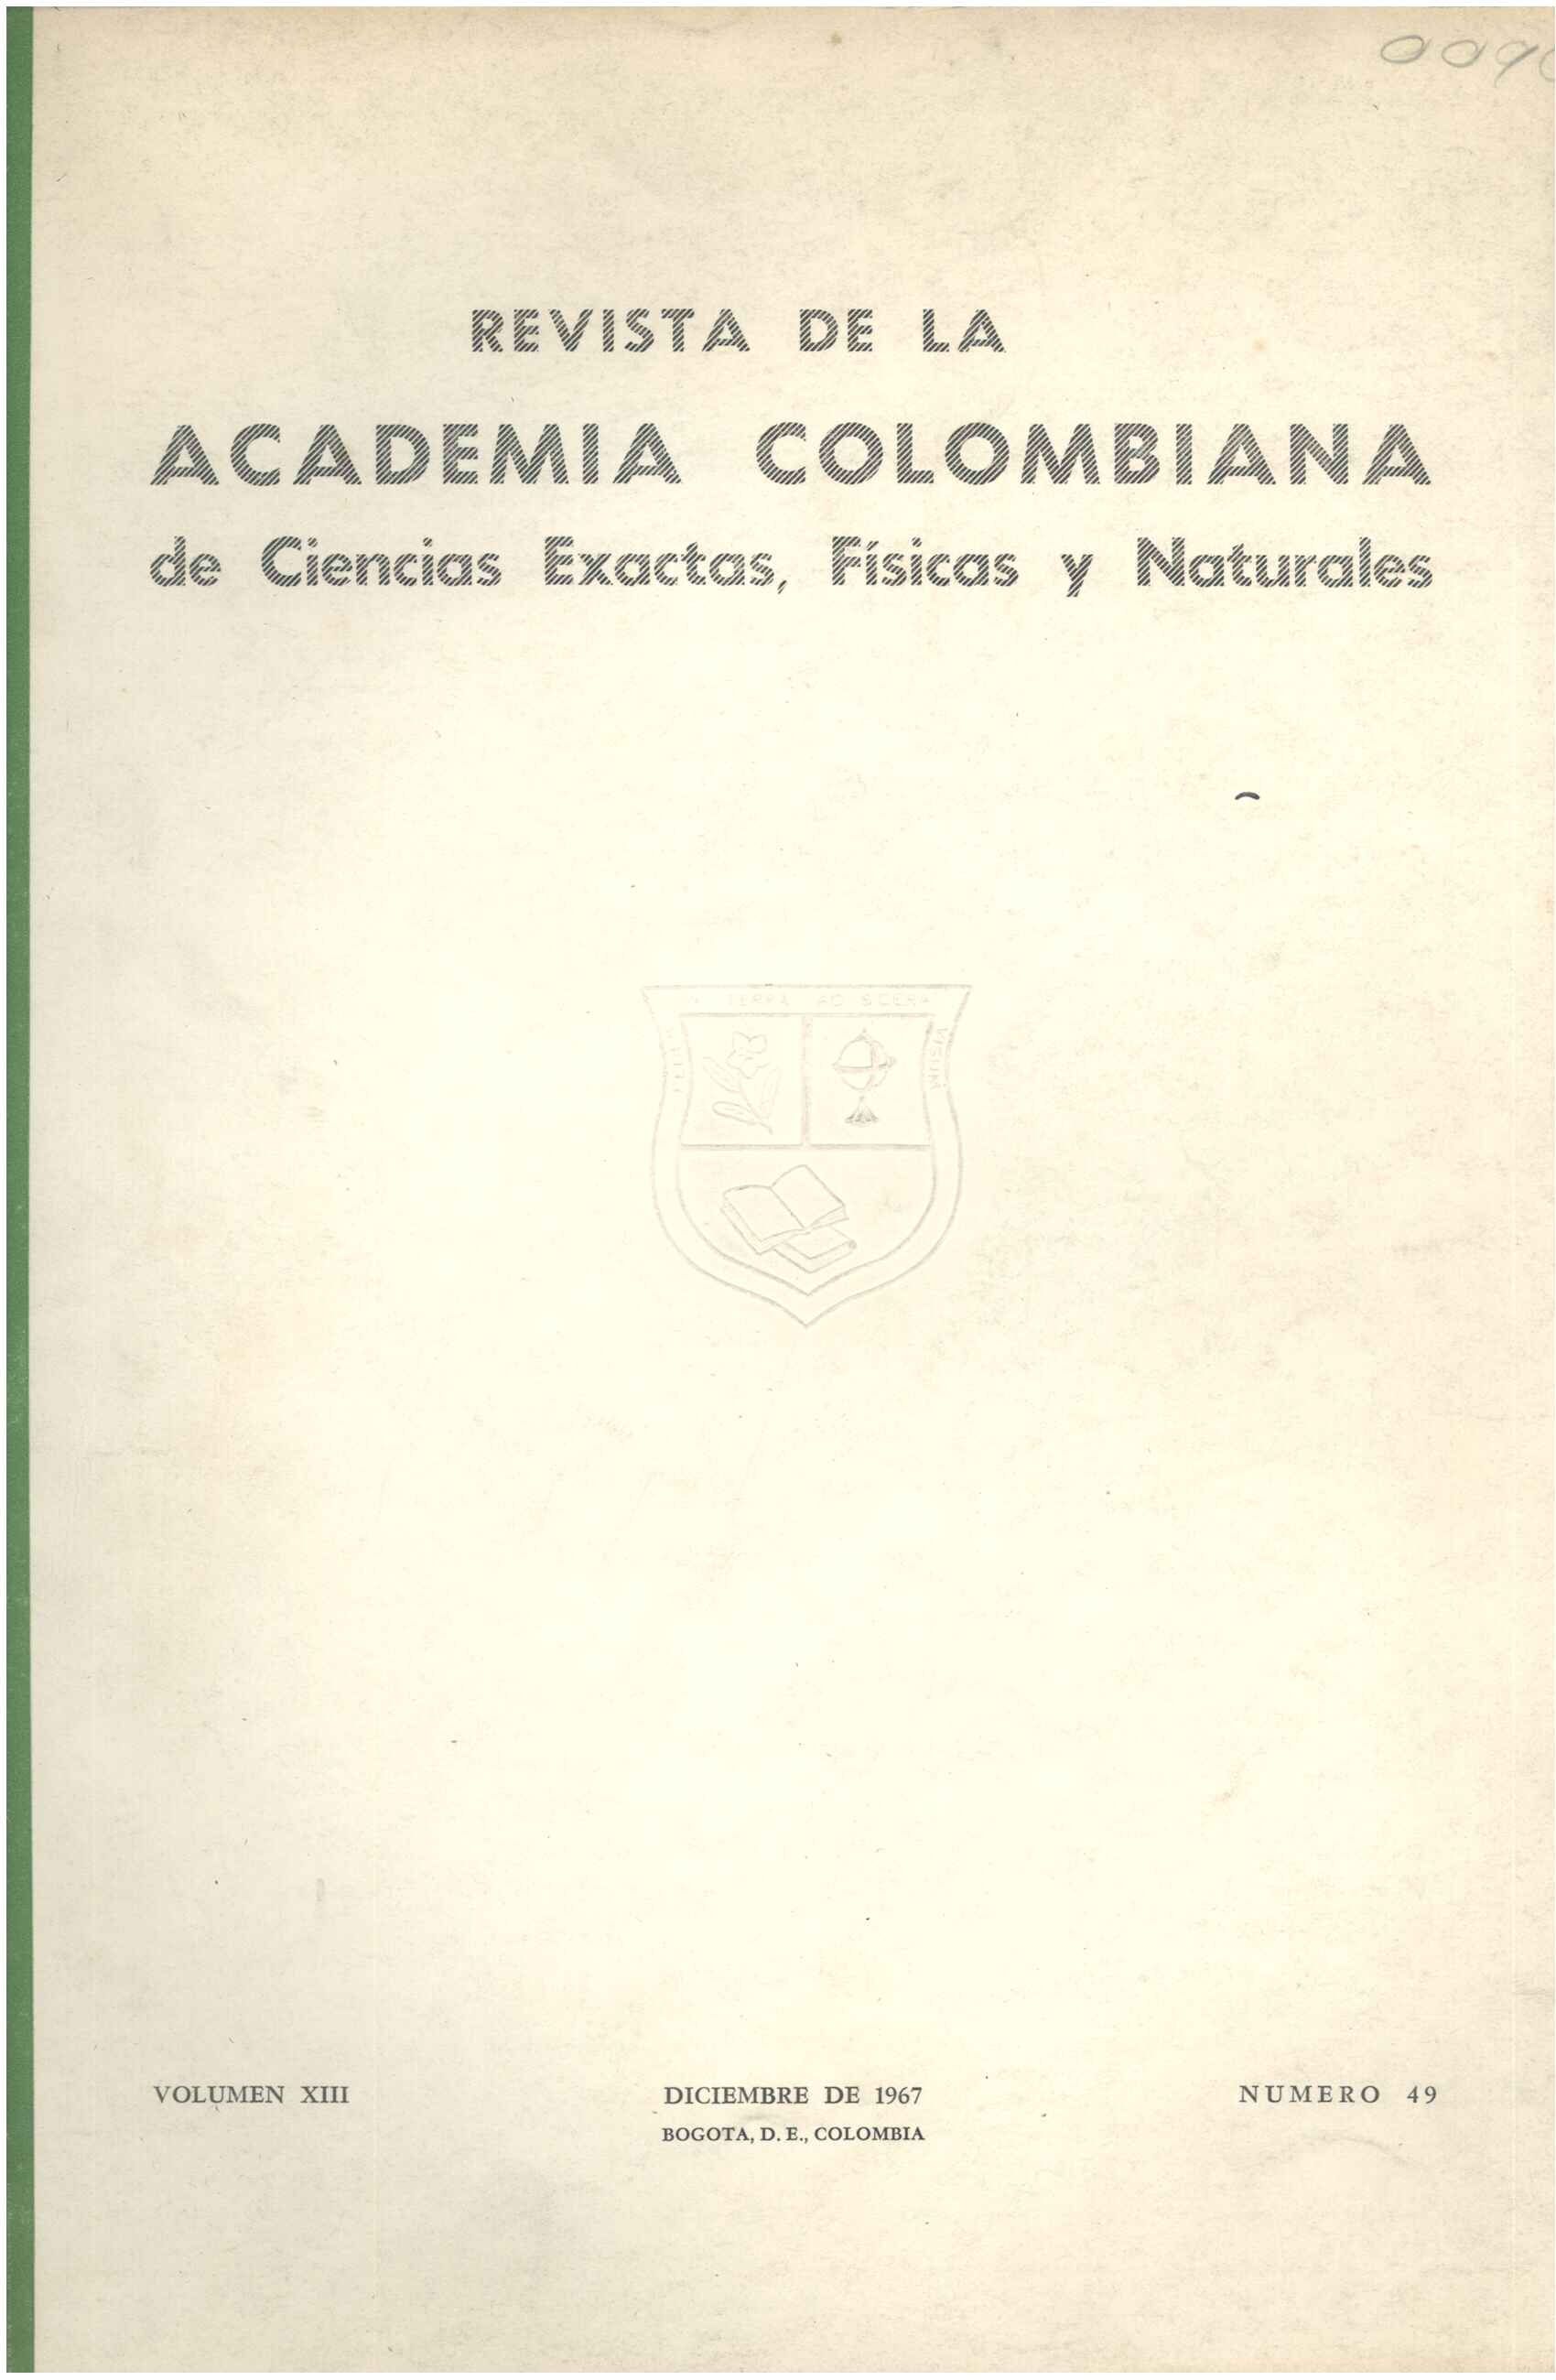 REVISTA DE LA
ACADEMIA COLOMBIANA
de Ciencias Exactas, Físicas y Naturales
TERRA AD SIDERA
VOLUMEN XIII
DICIEMBRE DE 1967
NUMERO 49
BOGOTA, D. E., COLOMBIA